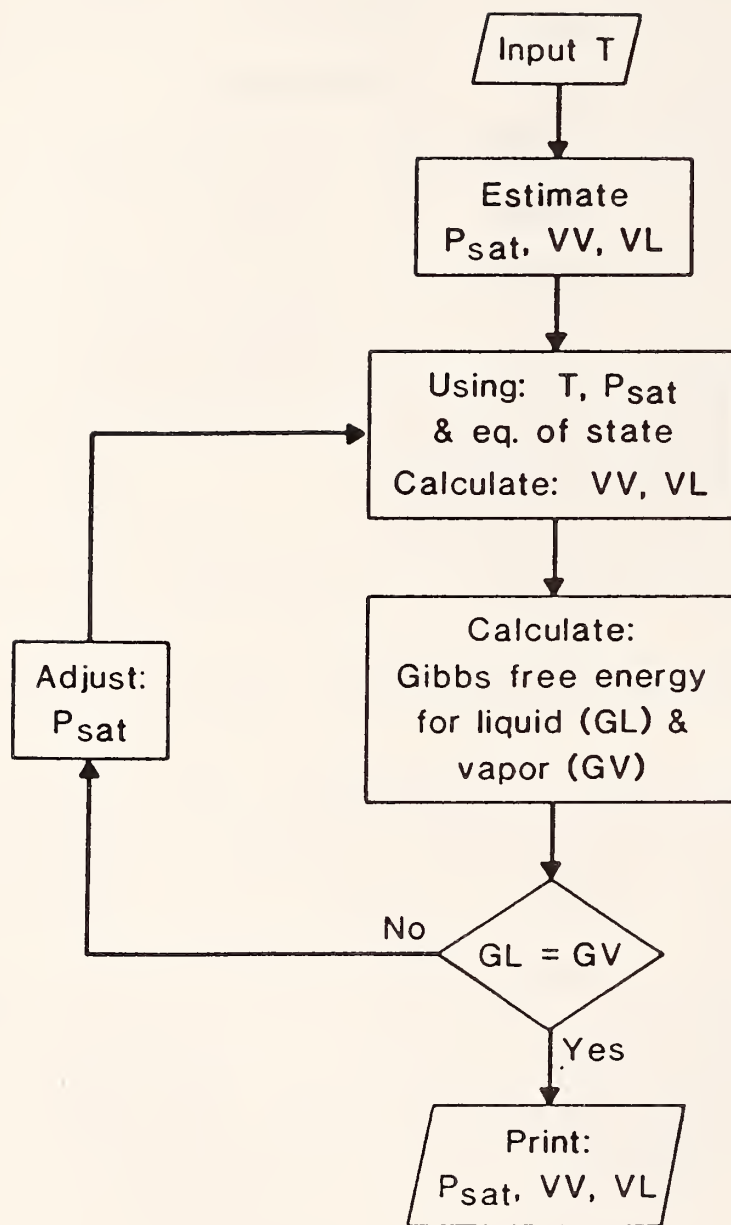 Input T
Estimate
Psat, VV, VL
Using: T, Psat
& eq. of state
Calculate: VV, VL
Calculate:
Gibbs free energy
for liquid (GL) &
vapor (GV)
Adjust:
Psat
No
GL = GV
Yes
Print:
Psat, VV, VL